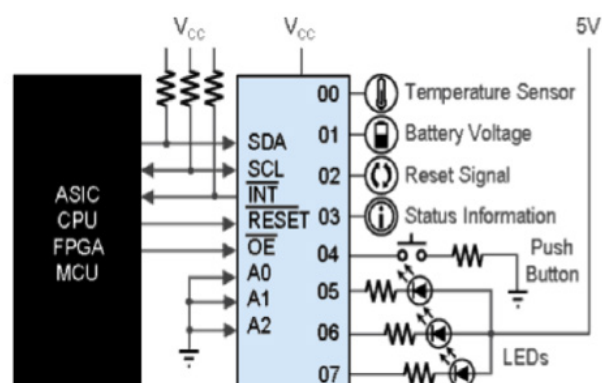 VCC
VCC
5V
ASIC
CPU
FPGA
MCU
SDA
SCL
INT
RESET
OE
A0
A1
A2
00
Temperature Sensor
01
Battery Voltage
02
Reset Signal
03
Status Information
04
Push
Button
05
06
07
LEDs